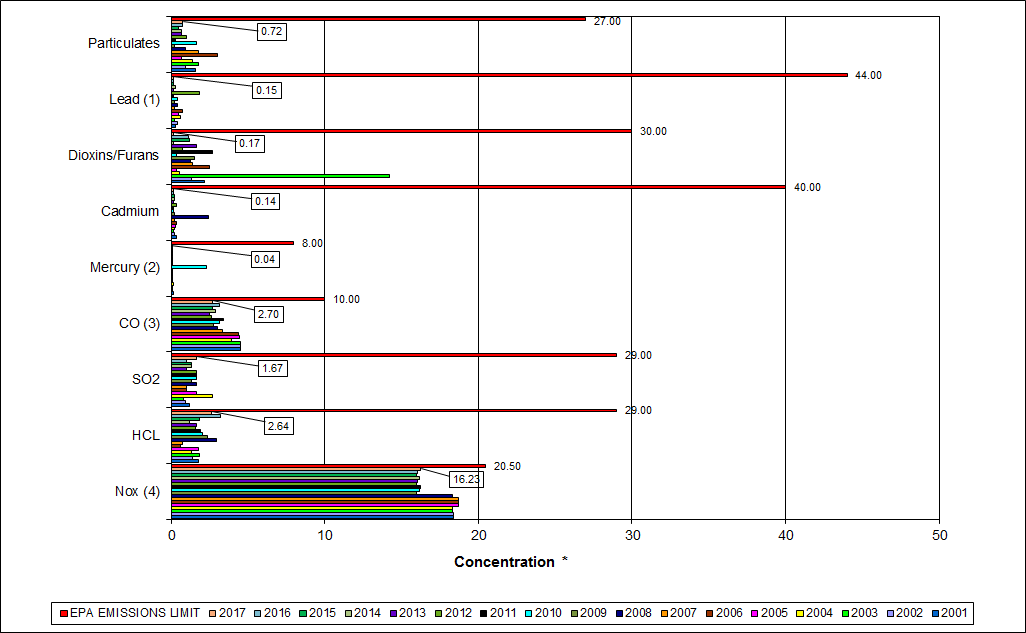 27.00
0.72
Particulates
44.00
0.15
Lead (1)
30.00
0.17
Dioxins/Furans
40.00
0.14
Cadmium
8.00
0.04
Mercury (2)
10.00
2.70
CO (3)
29.00
1.67
SO2
29.00
2.64
HCL
20.50
16.23
Nox (4)
0 10 20 30 40 50
Concentration *
EPA EMISSIONS LIMIT 2017 2016 2015 2014 2013 2012 2011 2010 2009 2008 2007 2006 2005 2004 2003 2002 2001